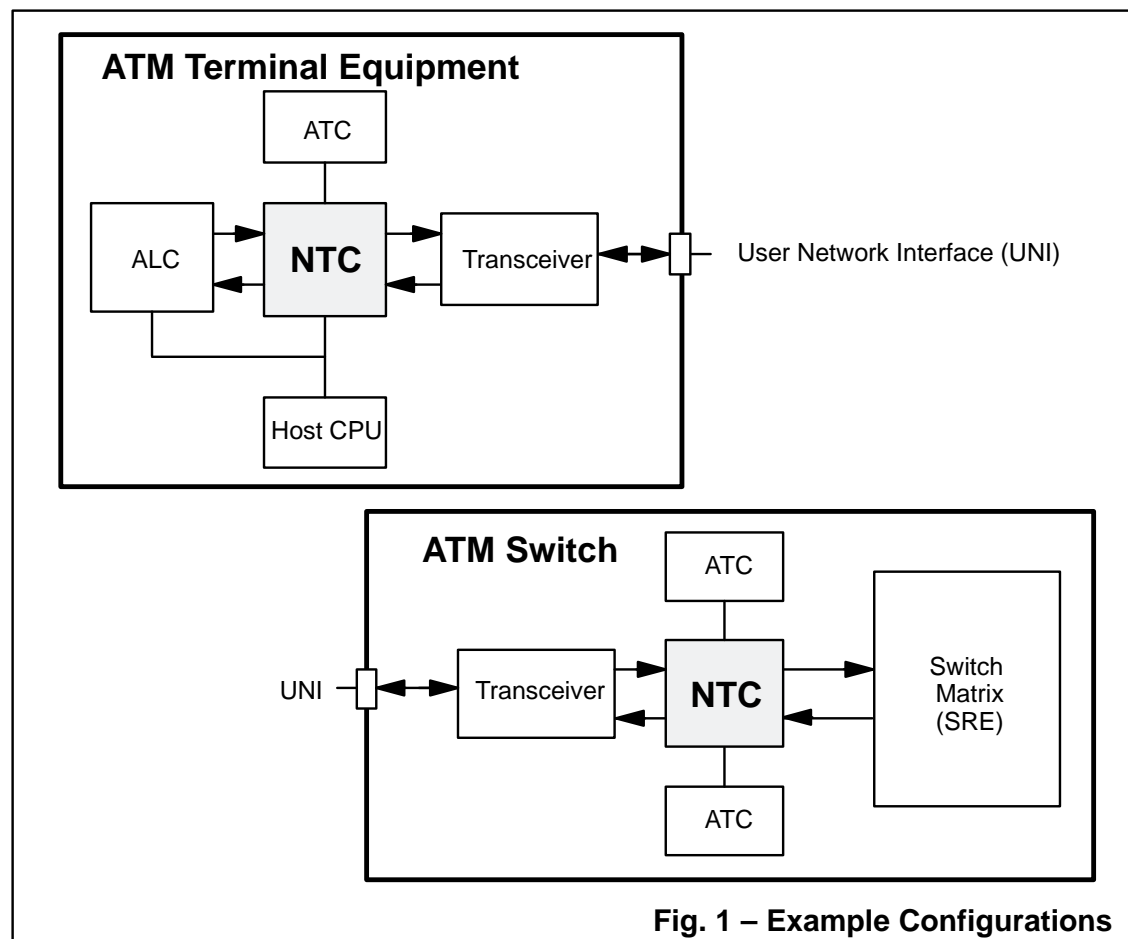 ATM Terminal Equipment
ATC
ALC
NTC
Transceiver
User Network Interface (UNI)
Host CPU
ATM Switch
ATC
UNI
Transceiver
NTC
Switch
Matrix
(SRE)
ATC
Fig. 1 – Example Configurations